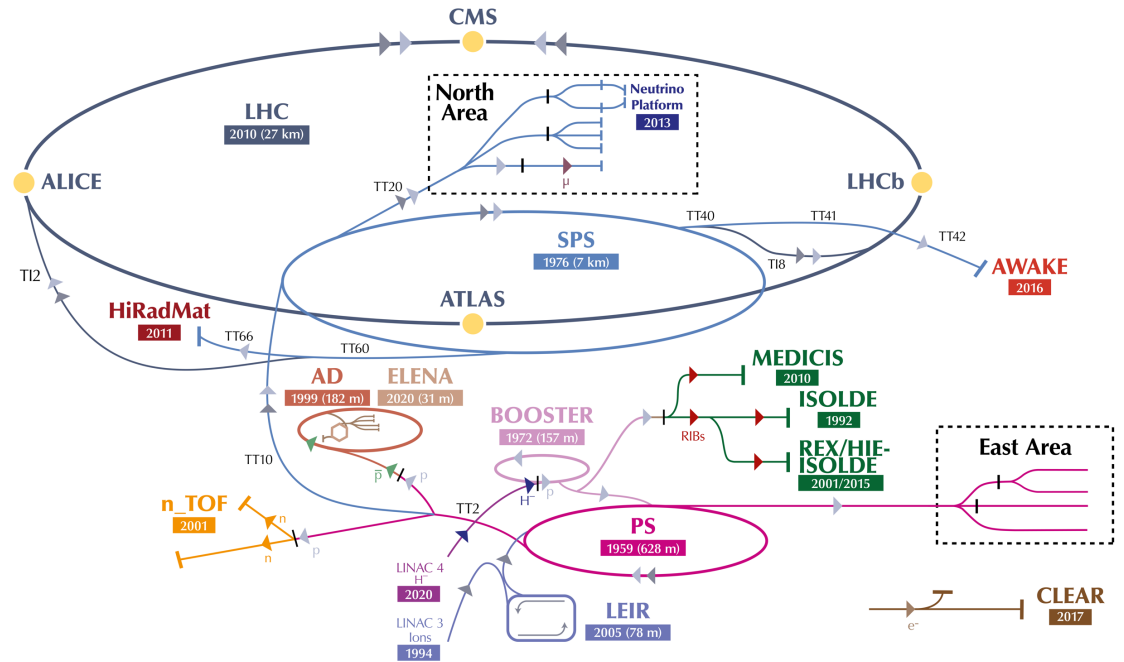 CMS
North
Area
Neutrino
Platform
2013
LHC
2010 (27 km)
ALICE
LHCb
TT20
μ
TT40
TT41
TT42
SPS
1976 (7 km)
TI8
AWAKE
2016
TI2
ATLAS
HiRadMat
2011
TT66
TT60
MEDICIS
2010
AD
1999 (182 m)
ELENA
2020 (31 m)
ISOLDE
1992
BOOSTER
1972 (157 m)
RIBs
REX/HIE-
ISOLDE
2001/2015
East Area
TT10
p̅
p
H⁻
p
n_TOF
2001
n
n
p
TT2
PS
1959 (628 m)
LINAC 4
H⁻
2020
LINAC 3
Ions
1994
LEIR
2005 (78 m)
CLEAR
2017
e-